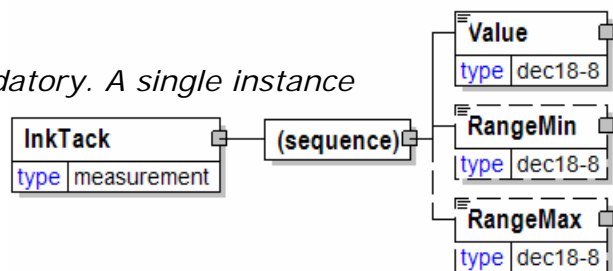 Value
type dec18-8
datory. A single instance
InkTack
type measurement
(sequence)
RangeMin
type dec18-8
RangeMax
type dec18-8